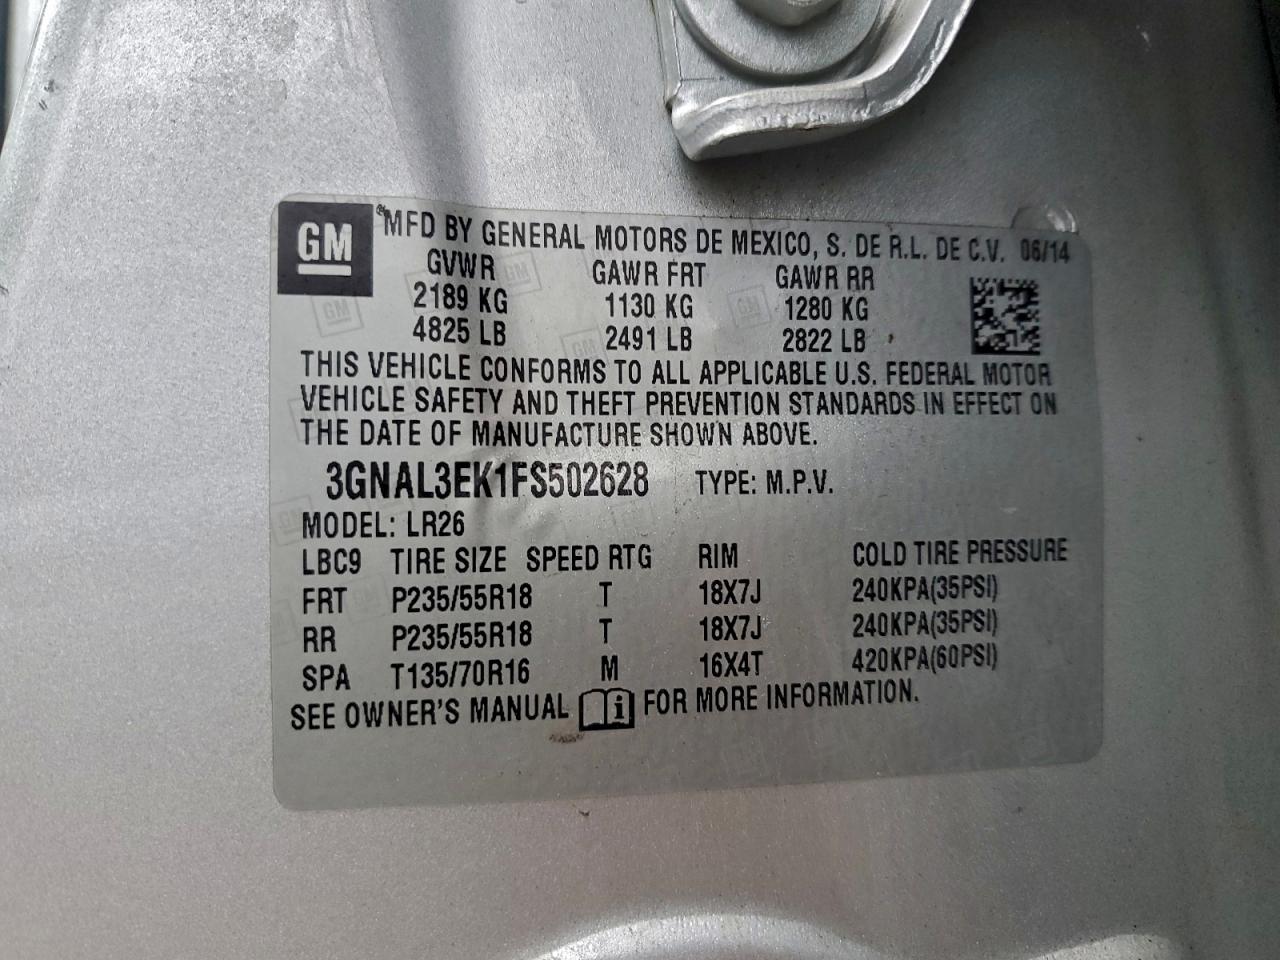 GM MFD BY GENERAL MOTORS DE MEXICO, S. DE R.L. DE C.V. 06/14
GVWR GAWR FRT GAWR RR
2189 KG 1130 KG 1280 KG
4825 LB 2491 LB 2822 LB
THIS VEHICLE CONFORMS TO ALL APPLICABLE U.S. FEDERAL MOTOR
VEHICLE SAFETY AND THEFT PREVENTION STANDARDS IN EFFECT ON
THE DATE OF MANUFACTURE SHOWN ABOVE.
3GNAL3EK1FS502628 TYPE: M.P.V.
MODEL: LR26
LBC9 TIRE SIZE SPEED RTG RIM COLD TIRE PRESSURE
FRT P235/55R18 T 18X7J 240KPA(35PSI)
RR P235/55R18 T 18X7J 240KPA(35PSI)
SPA T135/70R16 M 16X4T 420KPA(60PSI)
SEE OWNER'S MANUAL i FOR MORE INFORMATION.